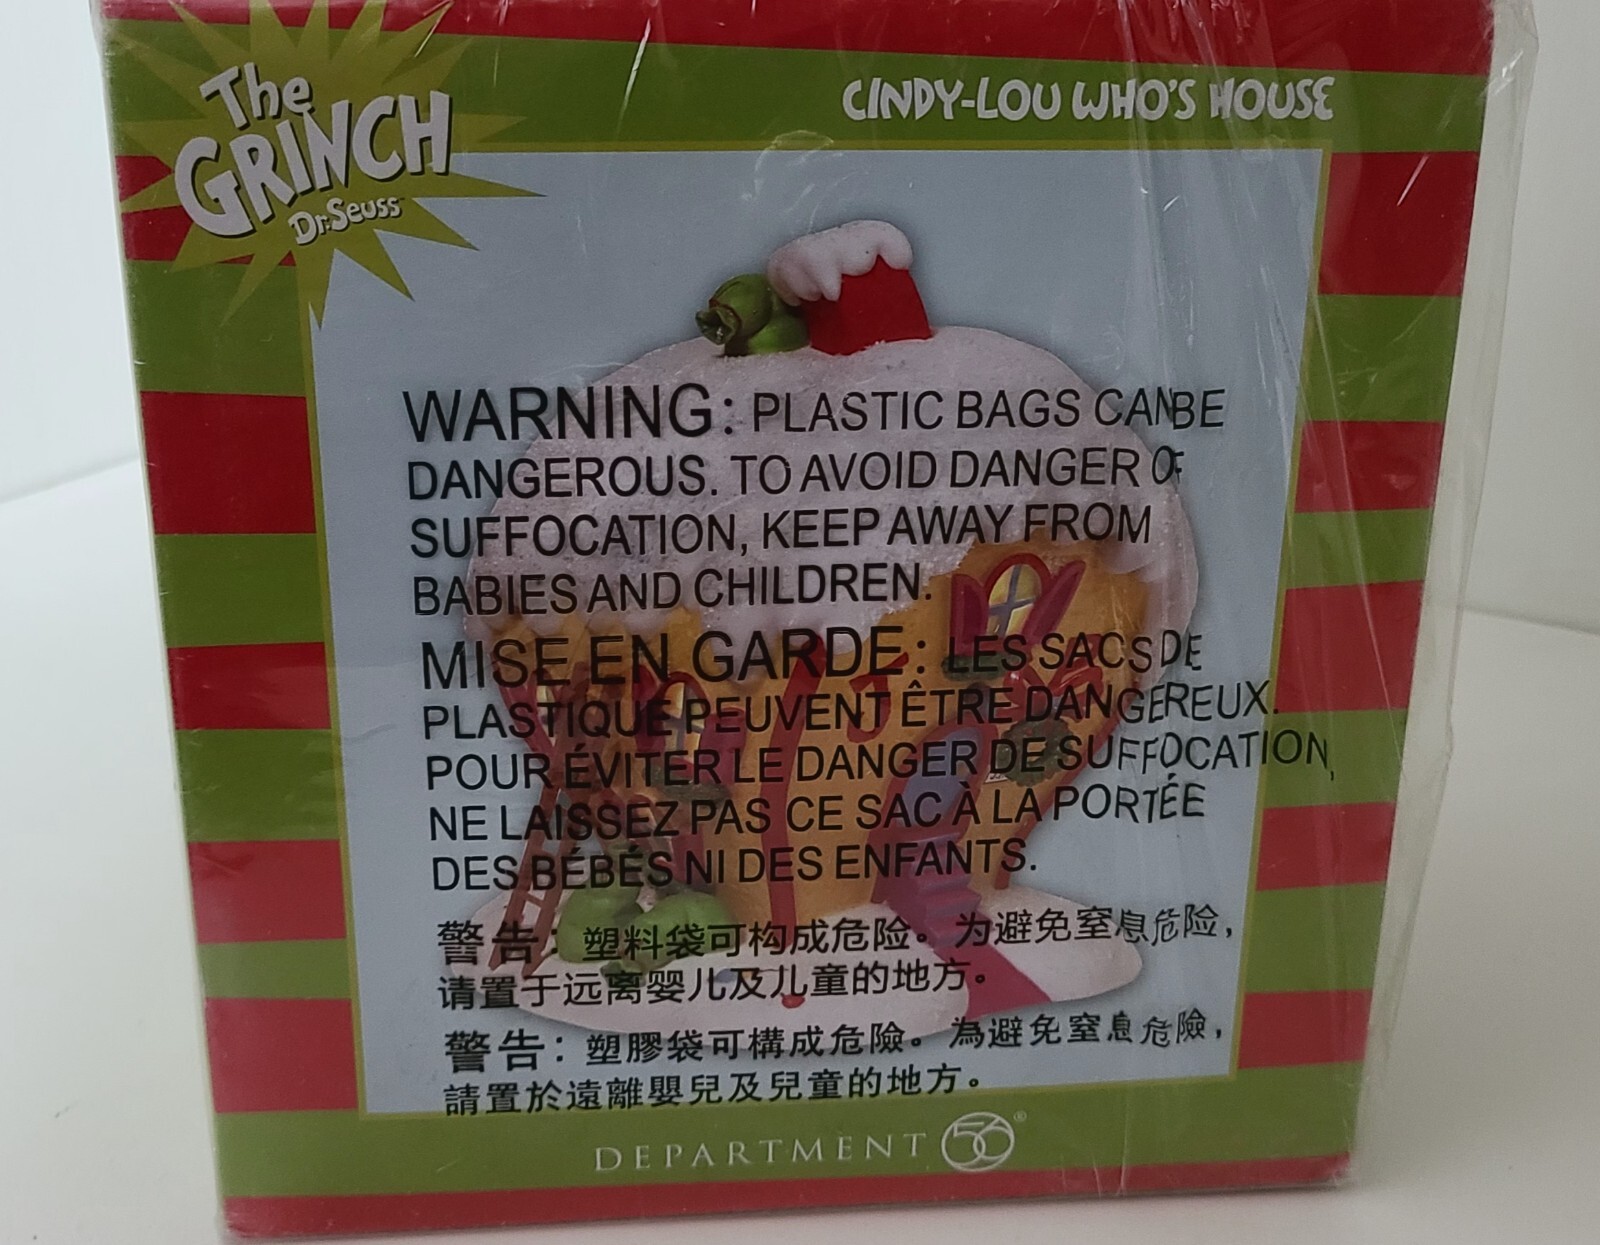 The
GRINCH
Dr. Seuss
CINDY-LOU WHO'S HOUSE
WARNING: PLASTIC BAGS CAN BE
DANGEROUS. TO AVOID DANGER OF
SUFFOCATION, KEEP AWAY FROM
BABIES AND CHILDREN.
MISE EN GARDE: LES SACS DE
PLASTIQUE PEUVENT ÊTRE DANGEREUX.
POUR ÉVITER LE DANGER DE SUFFOCATION,
NE LAISSEZ PAS CE SAC À LA PORTÉE
DES BÉBÉS NI DES ENFANTS.
警告：塑料袋可构成危险。为避免窒息危险，
请置于远离婴儿及儿童的地方。
警告：塑膠袋可構成危險。為避免窒息危險，
請置於遠離嬰兒及兒童的地方。
DEPARTMENT 56®